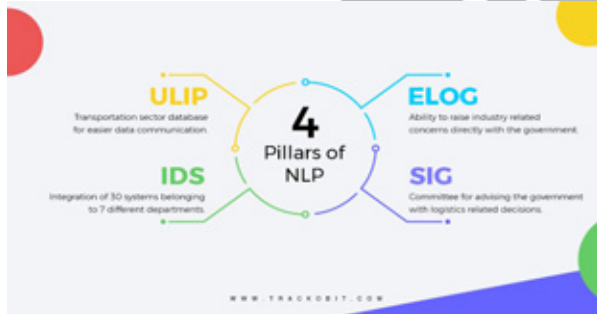 ULIP
Transportation sector database
for easier data communication.
ELOG
Ability to raise industry related
concerns directly with the government.
4
Pillars of
NLP
IDS
Integration of 30 systems belonging
to 7 different departments.
SIG
Committee for advising the government
with logistics related decisions.
WWW.TRACKOBIT.COM